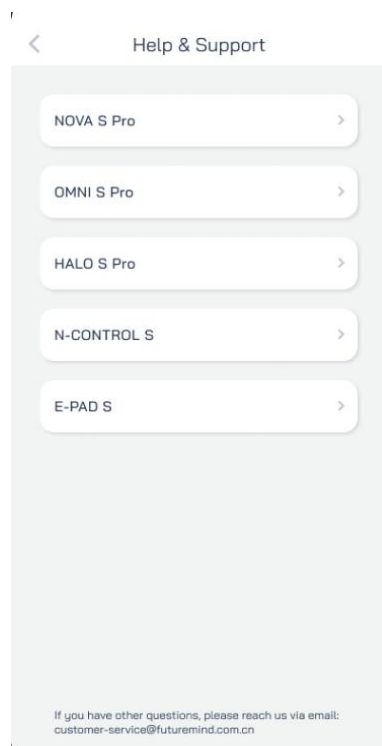 Help & Support
NOVA S Pro
OMNI S Pro
HALO S Pro
N-CONTROL S
E-PAD S
If you have other questions, please reach us via email:
customer-service@futuremind.com.cn